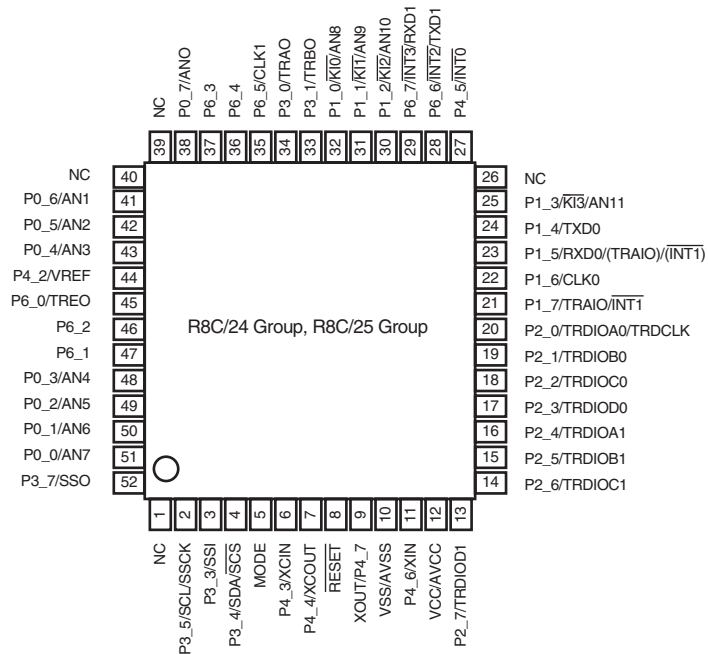 NC
P0_7/ANO
P6_3
P6_4
P6_5/CLK1
P3_0/TRAO
P3_1/TRBO
P1_0/KI0/AN8
P1_1/KI1/AN9
P1_2/KI2/AN10
P6_7/INT3/RXD1
P6_6/INT2/TXD1
P4_5/INT0
39 38 37 36 35 34 33 32 31 30 29 28 27
NC 40
P0_6/AN1 41
P0_5/AN2 42
P0_4/AN3 43
P4_2/VREF 44
P6_0/TREO 45
P6_2 46
P6_1 47
P0_3/AN4 48
P0_2/AN5 49
P0_1/AN6 50
P0_0/AN7 51
P3_7/SSO 52
R8C/24 Group, R8C/25 Group
26 NC
25 P1_3/KI3/AN11
24 P1_4/TXD0
23 P1_5/RXD0/(TRAIO)/(INT1)
22 P1_6/CLK0
21 P1_7/TRAIO/INT1
20 P2_0/TRDIOA0/TRDCLK
19 P2_1/TRDIOB0
18 P2_2/TRDIOC0
17 P2_3/TRDIOD0
16 P2_4/TRDIOA1
15 P2_5/TRDIOB1
14 P2_6/TRDIOC1
1 2 3 4 5 6 7 8 9 10 11 12 13
NC
P3_5/SCL/SSCK
P3_3/SSI
P3_4/SDA/SCS
MODE
P4_3/XCIN
P4_4/XCOUT
RESET
XOUT/P4_7
VSS/AVSS
P4_6/XIN
VCC/AVCC
P2_7/TRDIOD1